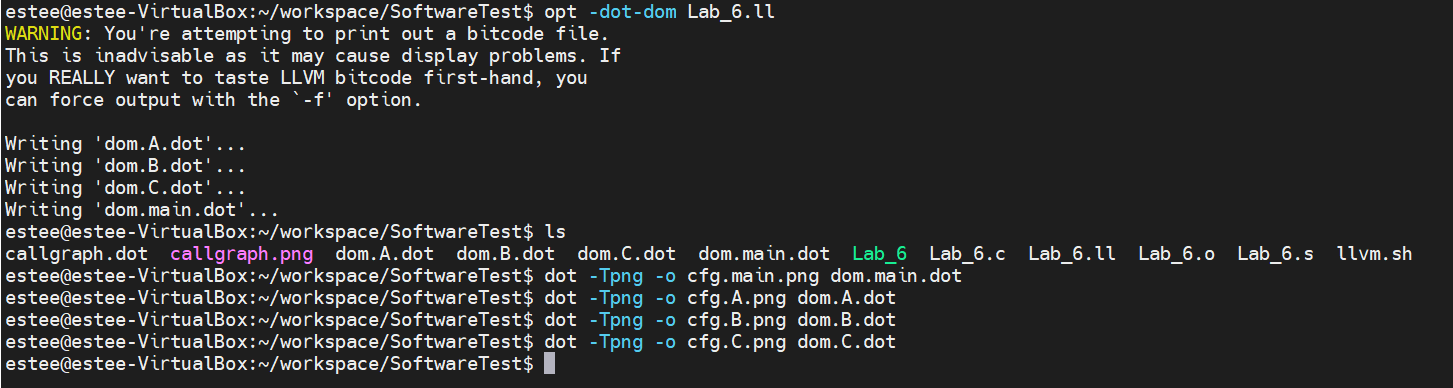 estee@estee-VirtualBox:~/workspace/SoftwareTest$ opt -dot-dom Lab_6.ll
WARNING: You're attempting to print out a bitcode file.
This is inadvisable as it may cause display problems. If
you REALLY want to taste LLVM bitcode first-hand, you
can force output with the `-f' option.

Writing 'dom.A.dot'...
Writing 'dom.B.dot'...
Writing 'dom.C.dot'...
Writing 'dom.main.dot'...
estee@estee-VirtualBox:~/workspace/SoftwareTest$ ls
callgraph.dot  callgraph.png  dom.A.dot  dom.B.dot  dom.C.dot  dom.main.dot  Lab_6  Lab_6.c  Lab_6.ll  Lab_6.o  Lab_6.s  llvm.sh
estee@estee-VirtualBox:~/workspace/SoftwareTest$ dot -Tpng -o cfg.main.png dom.main.dot
estee@estee-VirtualBox:~/workspace/SoftwareTest$ dot -Tpng -o cfg.A.png dom.A.dot
estee@estee-VirtualBox:~/workspace/SoftwareTest$ dot -Tpng -o cfg.B.png dom.B.dot
estee@estee-VirtualBox:~/workspace/SoftwareTest$ dot -Tpng -o cfg.C.png dom.C.dot
estee@estee-VirtualBox:~/workspace/SoftwareTest$